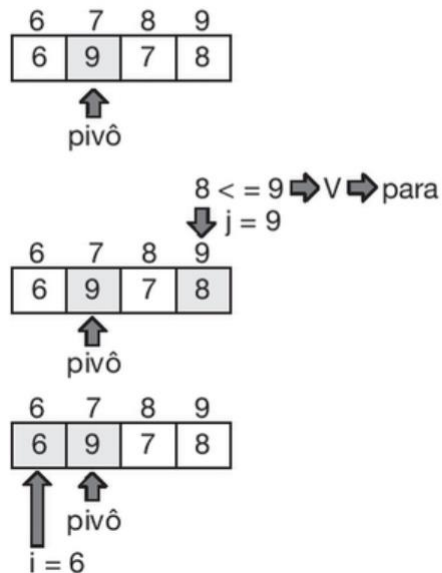 6 7 8 9
6 9 7 8
pivô
8 < = 9 V para
j = 9
6 7 8 9
6 9 7 8
pivô
6 7 8 9
6 9 7 8
pivô
i = 6